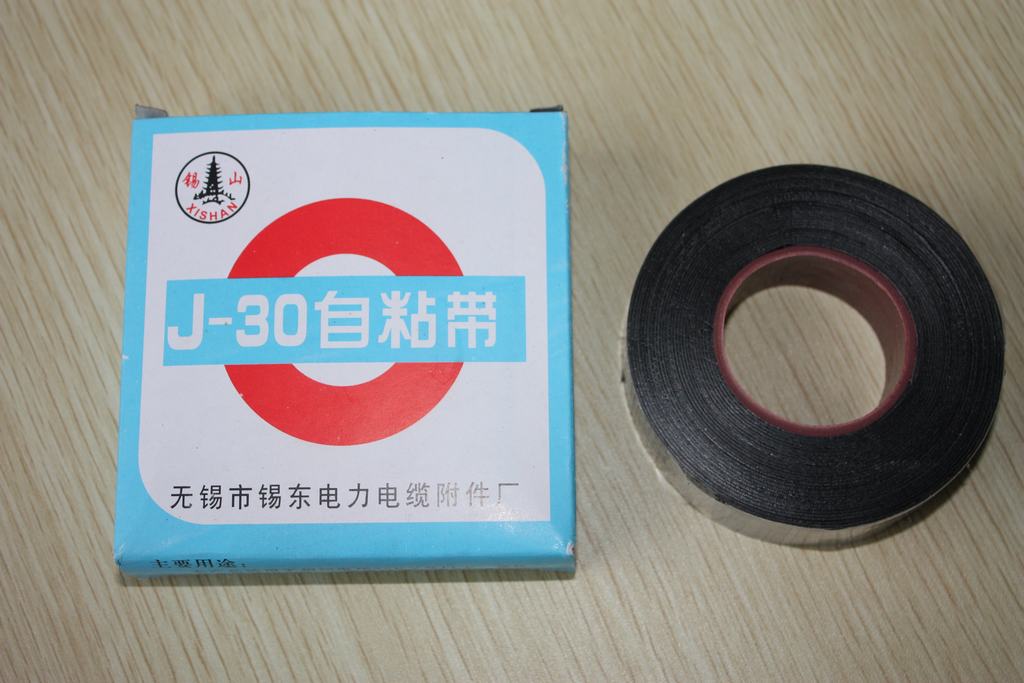 锡 山
XISHAN
J-30自粘带
无锡市锡东电力电缆附件厂
主要用途：